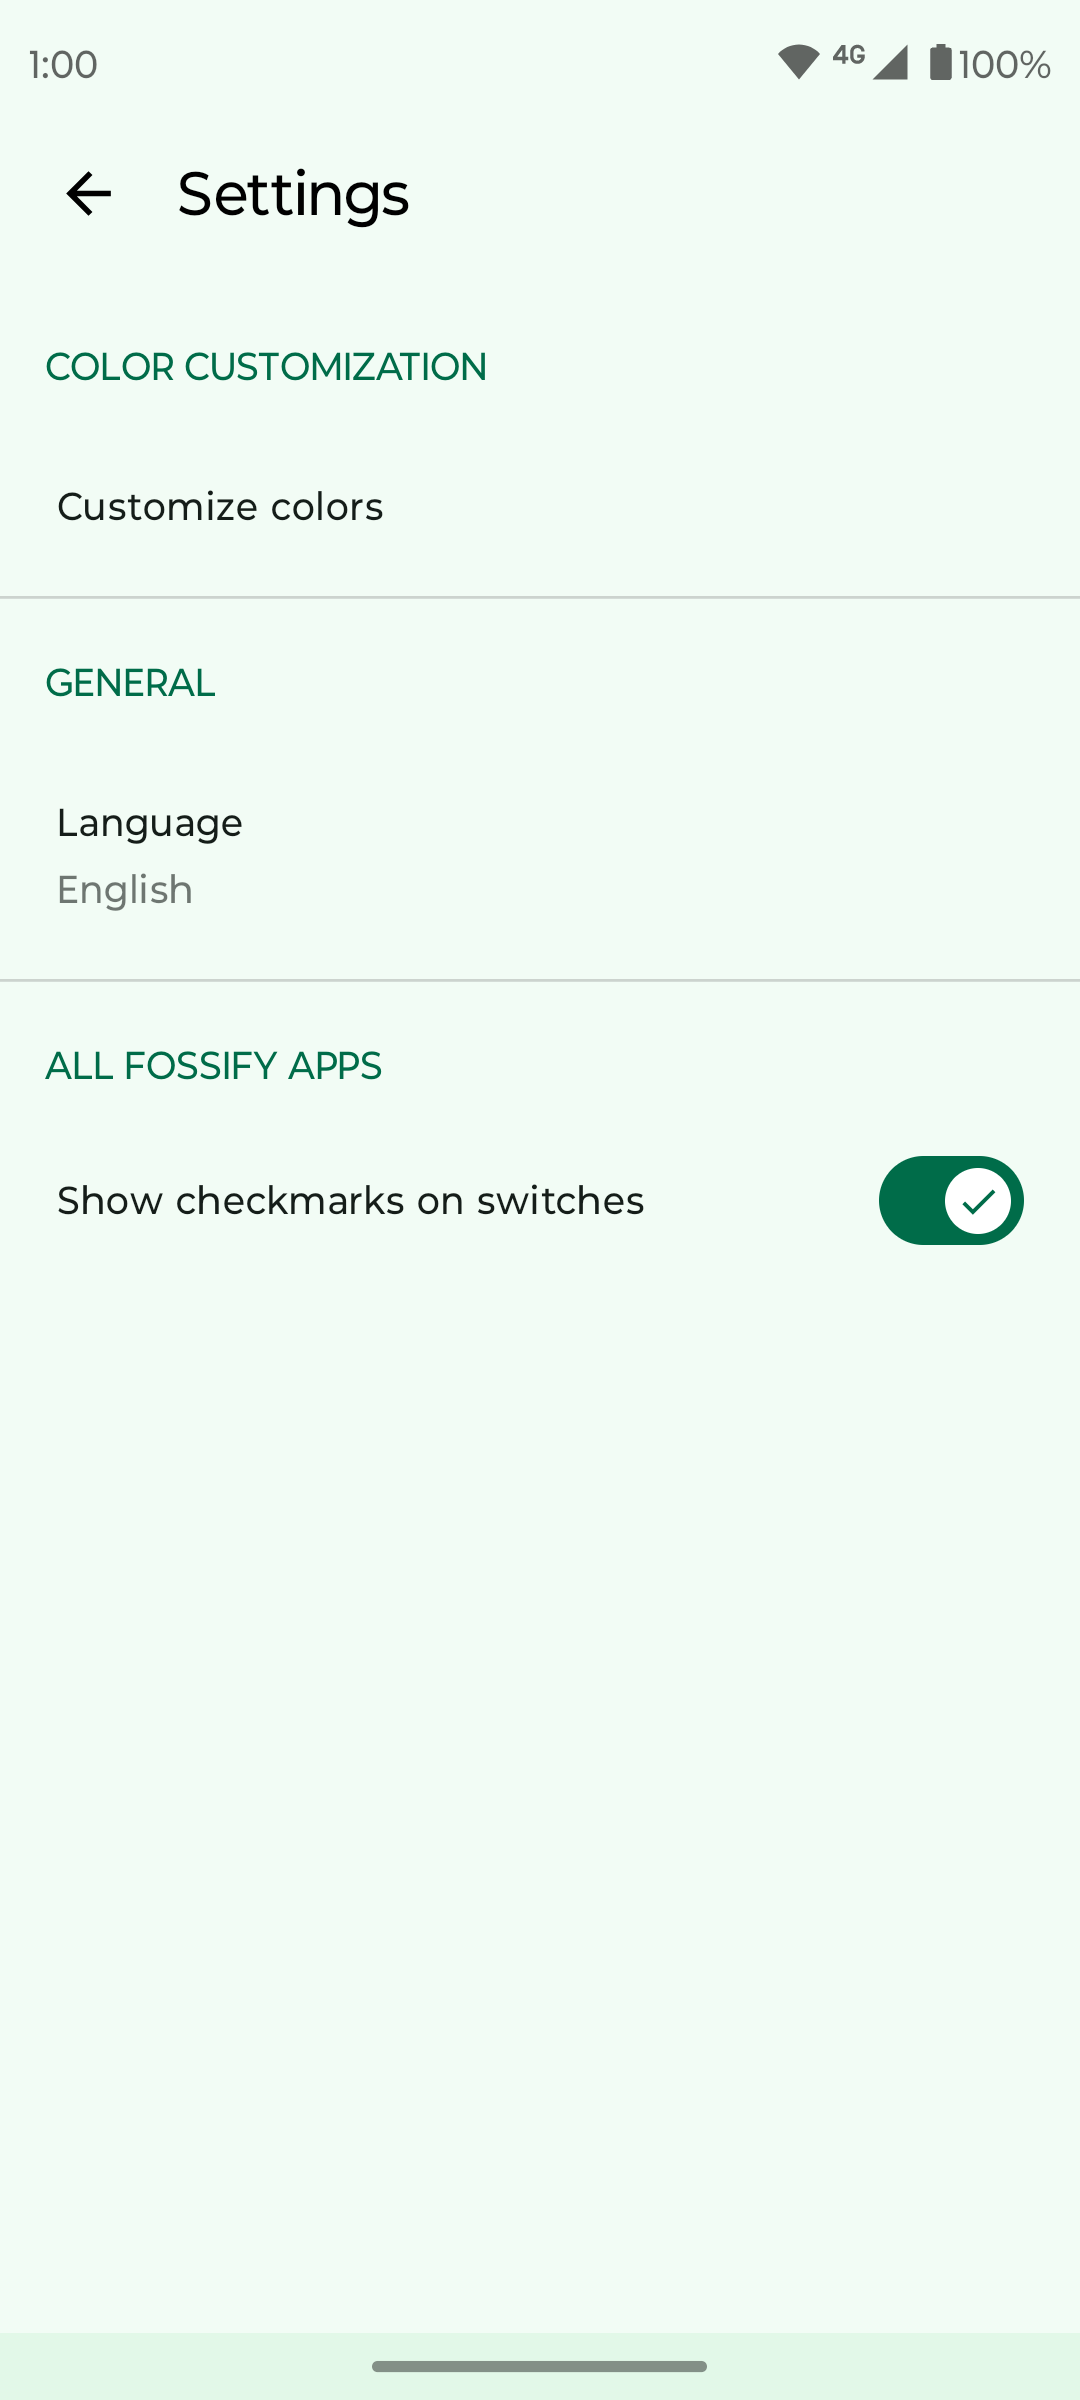 1:00
4G
100%
Settings
COLOR CUSTOMIZATION
Customize colors
GENERAL
Language
English
ALL FOSSIFY APPS
Show checkmarks on switches